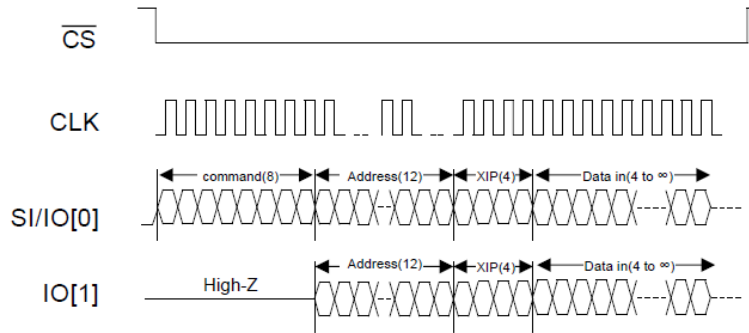 CS
CLK
command(8) Address(12) XIP(4) Data in(4 to ∞)
SI/IO[0]
Address(12) XIP(4) Data in(4 to ∞)
High-Z
IO[1]